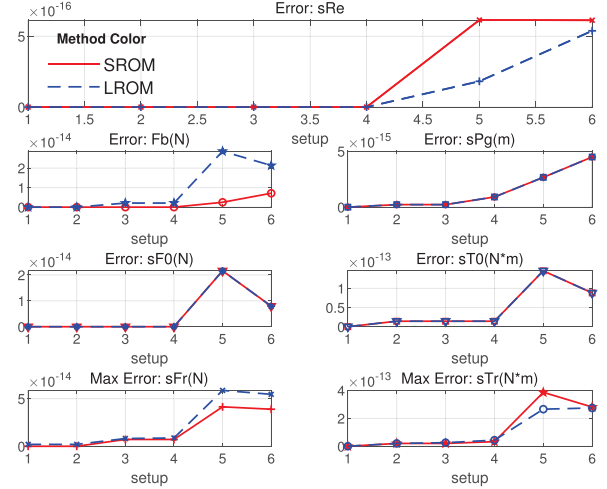 ×10⁻¹⁶ Error: sRe
5
0
Method Color
SROM
LROM
1 1.5 2 2.5 3 3.5 4 4.5 5 5.5 6
setup
×10⁻¹⁴ Error: Fb(N)
2
1
0
1 2 3 4 5 6
setup
×10⁻¹⁵ Error: sPg(m)
5
0
1 2 3 4 5 6
setup
×10⁻¹⁴ Error: sF0(N)
2
1
0
1 2 3 4 5 6
setup
×10⁻¹³ Error: sT0(N*m)
1
0.5
0
1 2 3 4 5 6
setup
×10⁻¹⁴ Max Error: sFr(N)
5
0
1 2 3 4 5 6
setup
×10⁻¹³ Max Error: sTr(N*m)
4
2
0
1 2 3 4 5 6
setup